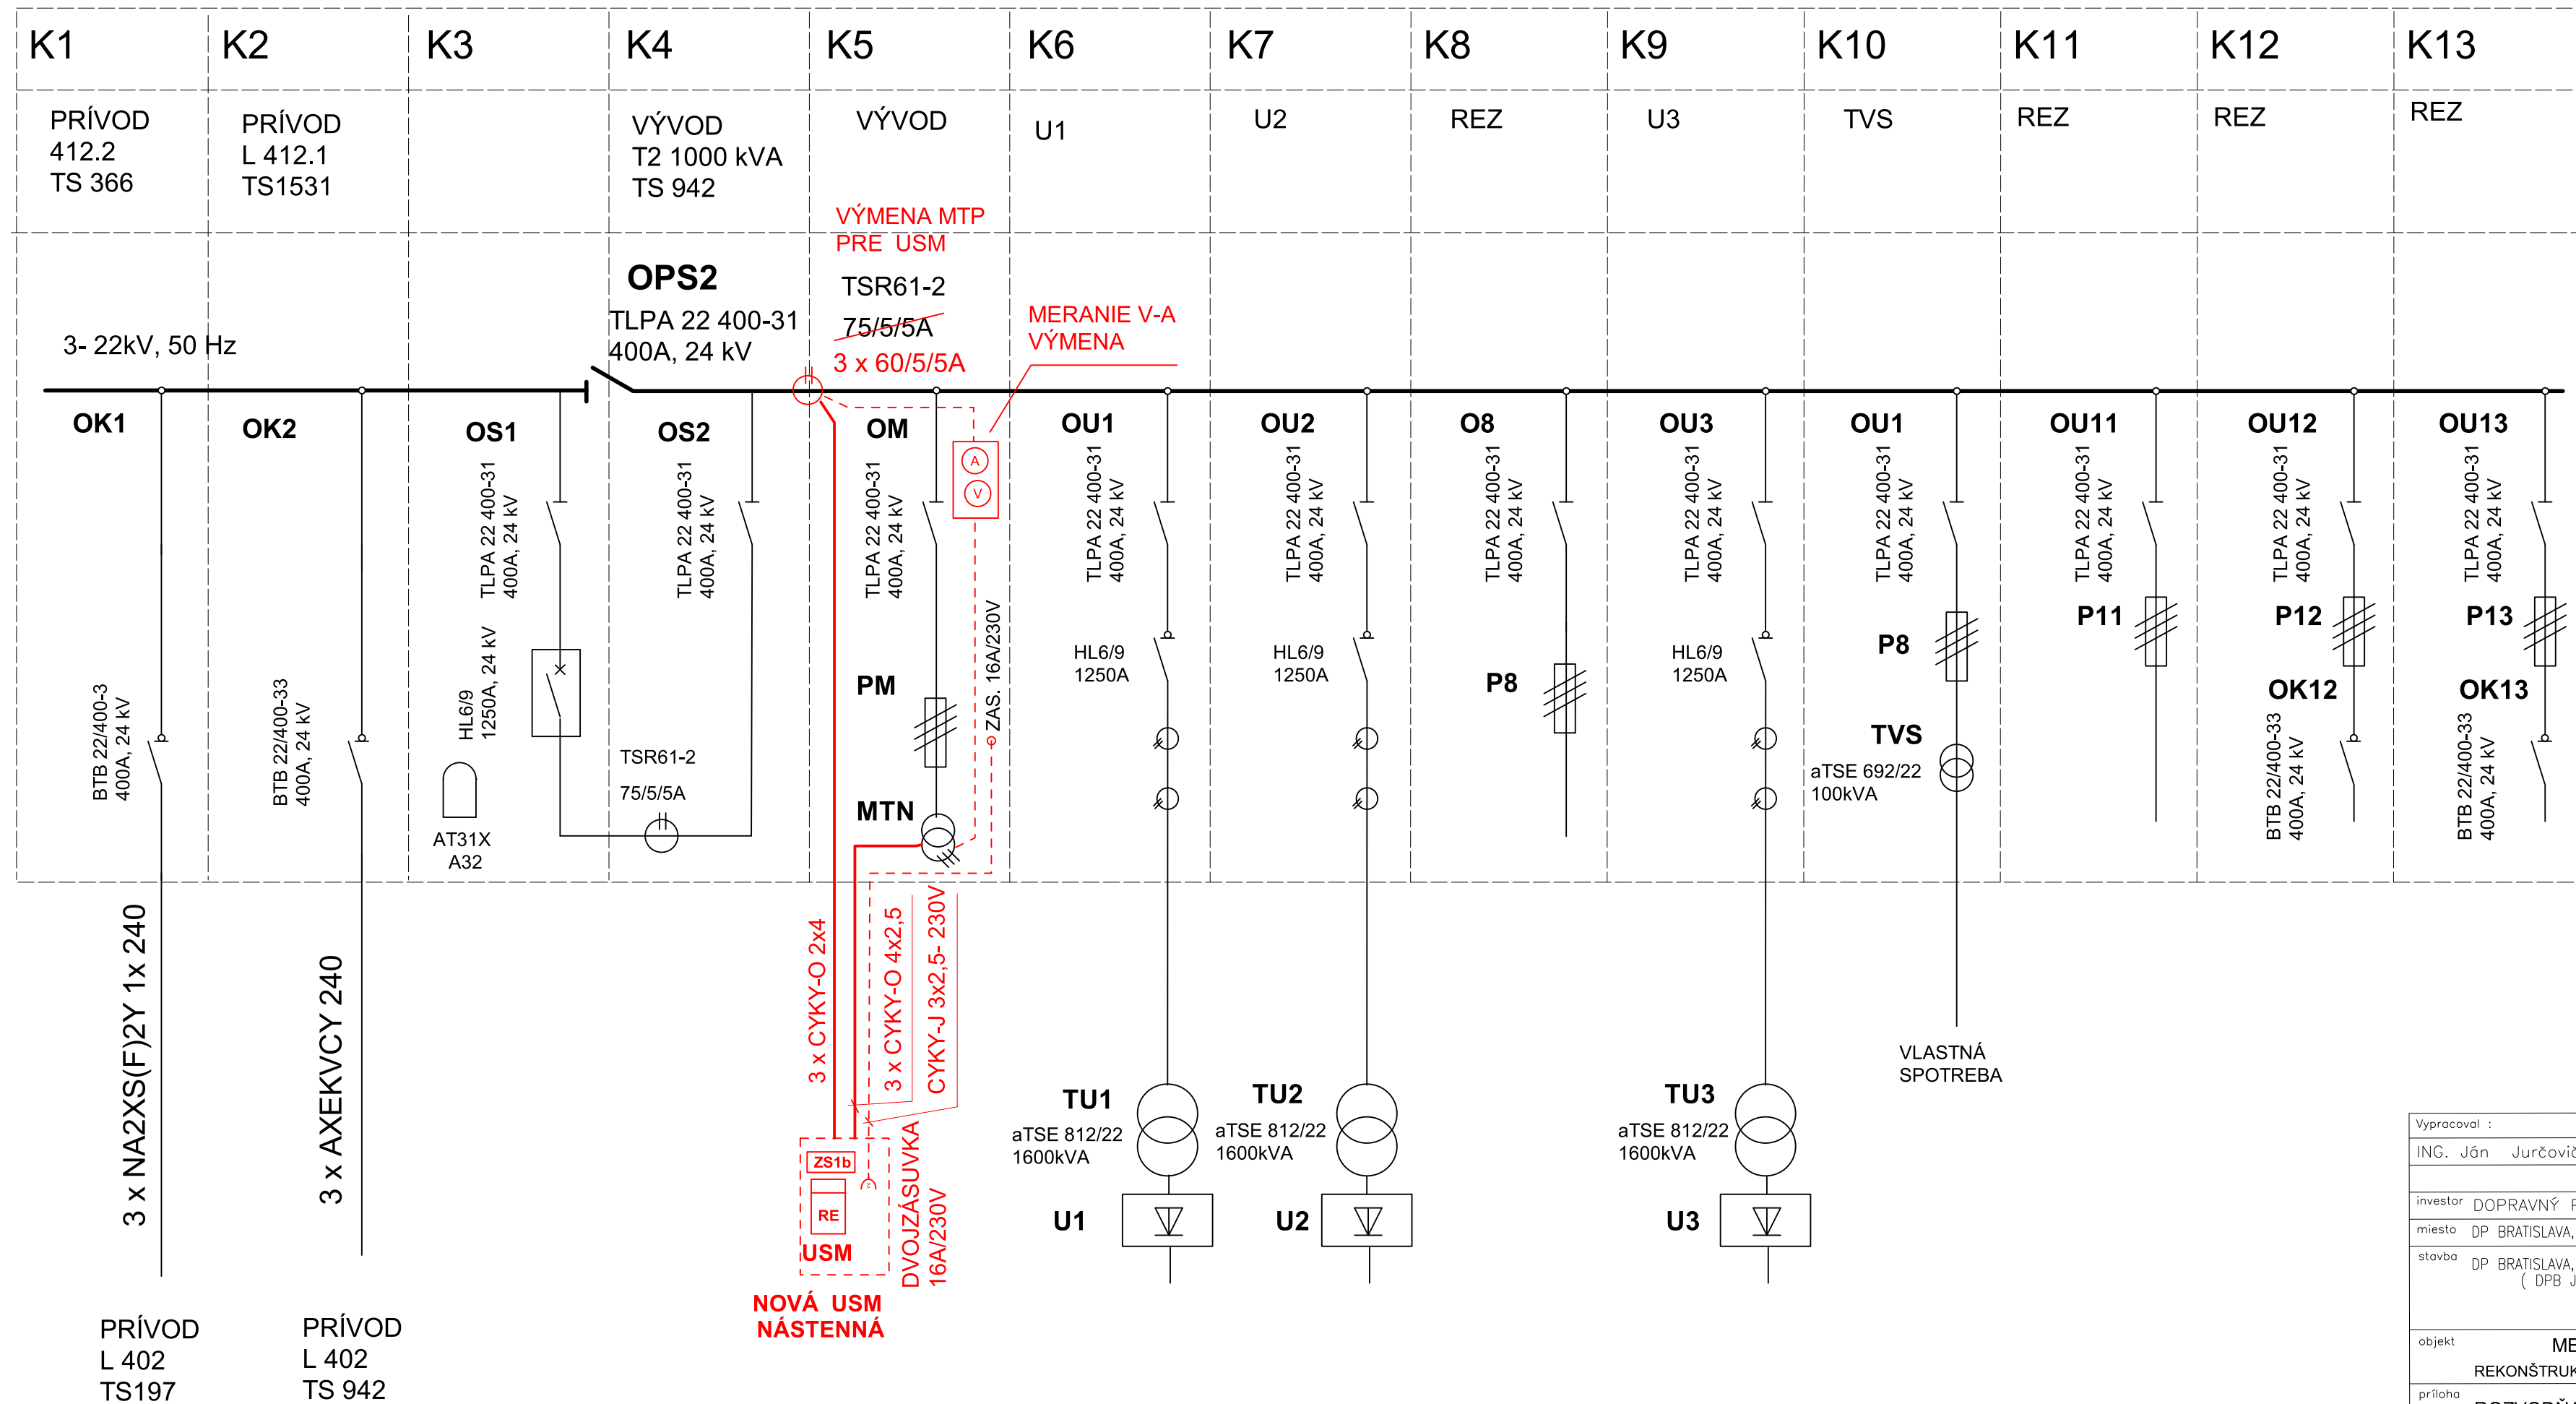 K1
K2
K3
K4
K5
K6
K7
K8
K9
K10
K11
K12
K13
PRÍVOD
412.2
TS 366
PRÍVOD
L 412.1
TS1531
VÝVOD
T2 1000 kVA
TS 942
VÝVOD
U1
U2
REZ
U3
TVS
REZ
REZ
REZ
VÝMENA MTP
PRE USM
TSR61-2
75/5/5A
3 x 60/5/5A
MERANIE V-A
VÝMENA
OPS2
TLPA 22 400-31
400A, 24 kV
3- 22kV, 50 Hz
OK1
BTB 22/400-3
400A, 24 kV
OK2
BTB 22/400-33
400A, 24 kV
OS1
TLPA 22 400-31
400A, 24 kV
HL6/9
1250A, 24 kV
AT31X
A32
OS2
TLPA 22 400-31
400A, 24 kV
TSR61-2
75/5/5A
OM
TLPA 22 400-31
400A, 24 kV
A
V
PM
MTN
ZAS. 16A/230V
OU1
TLPA 22 400-31
400A, 24 kV
HL6/9
1250A
OU2
TLPA 22 400-31
400A, 24 kV
HL6/9
1250A
O8
TLPA 22 400-31
400A, 24 kV
P8
OU3
TLPA 22 400-31
400A, 24 kV
HL6/9
1250A
OU1
TLPA 22 400-31
400A, 24 kV
P8
TVS
aTSE 692/22
100kVA
OU11
TLPA 22 400-31
400A, 24 kV
P11
OU12
TLPA 22 400-31
400A, 24 kV
P12
OK12
BTB 22/400-33
400A, 24 kV
OU13
TLPA 22 400-31
400A, 24 kV
P13
OK13
BTB 22/400-33
400A, 24 kV
3 x NA2XS(F)2Y 1x 240
3 x AXEKVCY 240
3 x CYKY-O 2x4
3 x CYKY-O 4x2,5
CYKY-J 3x2,5- 230V
ZS1b
RE
USM
DVOJZÁSUVKA
16A/230V
NOVÁ USM
NÁSTENNÁ
TU1
aTSE 812/22
1600kVA
U1
TU2
aTSE 812/22
1600kVA
U2
TU3
aTSE 812/22
1600kVA
U3
VLASTNÁ
SPOTREBA
PRÍVOD
L 402
TS197
PRÍVOD
L 402
TS 942
Vypracoval :
ING. Ján Jurčovič
investor DOPRAVNÝ
miesto DP BRATISLAVA,
stavba DP BRATISLAVA,
( DPB J
objekt
príloha